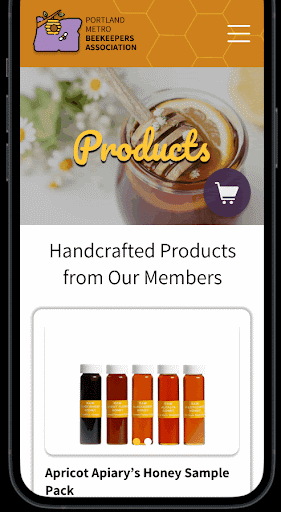 PORTLAND
METRO
BEEKEEPERS
ASSOCIATION
Products
Handcrafted Products
from Our Members
Apricot Apiary's Honey Sample
Pack